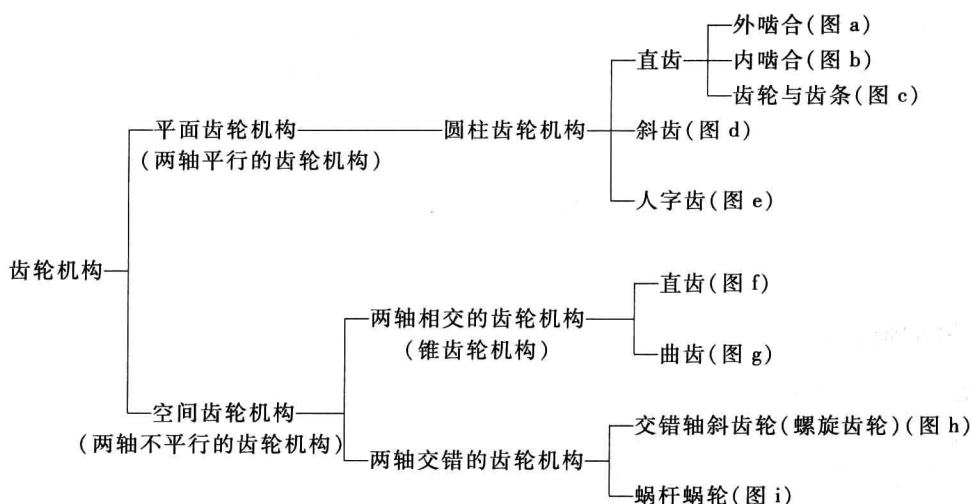 外啮合(图 a)
直齿
内啮合(图 b)
齿轮与齿条(图 c)
平面齿轮机构
圆柱齿轮机构
斜齿(图 d)
(两轴平行的齿轮机构)
人字齿(图 e)
齿轮机构
直齿(图 f)
两轴相交的齿轮机构
(锥齿轮机构)
曲齿(图 g)
空间齿轮机构
交错轴斜齿轮(螺旋齿轮)(图 h)
(两轴不平行的齿轮机构)
两轴交错的齿轮机构
蜗杆蜗轮(图 i)